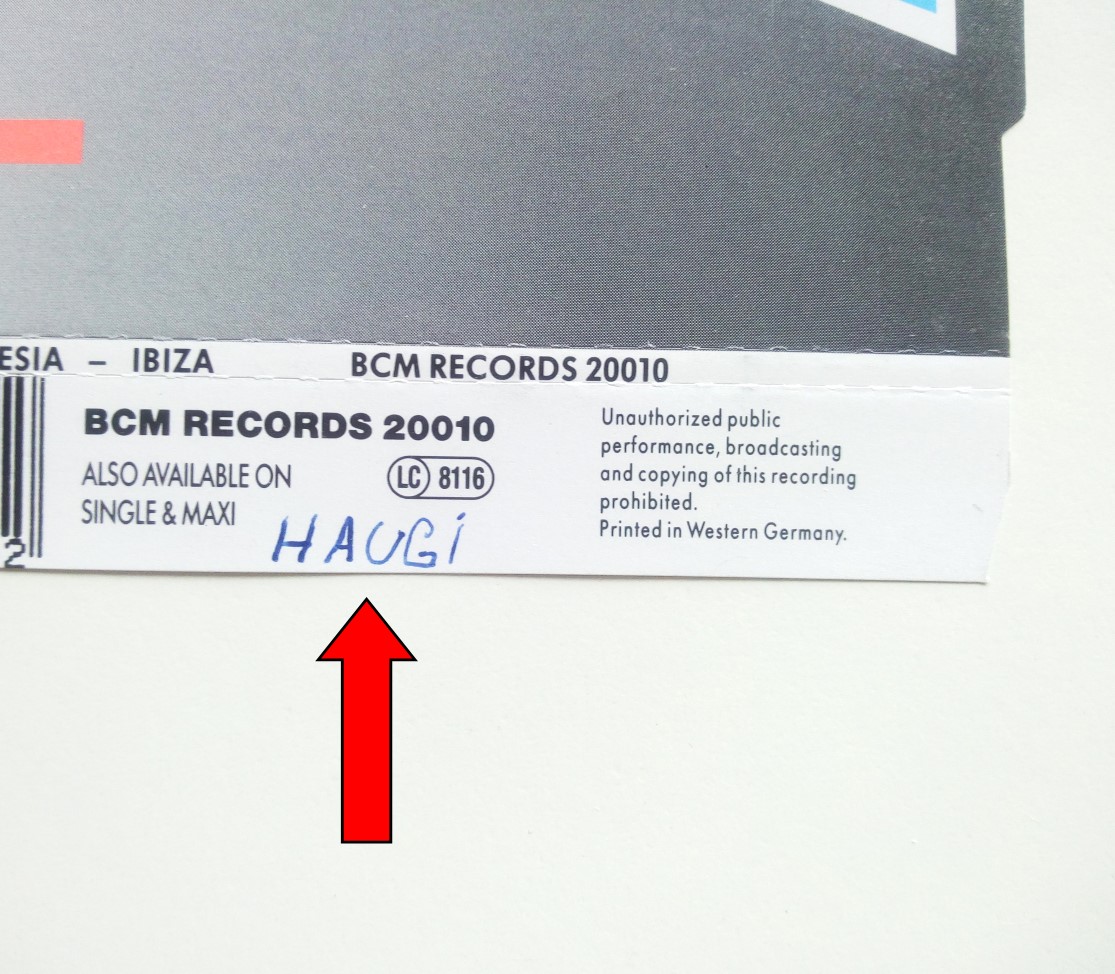 ESIA – IBIZA BCM RECORDS 20010
BCM RECORDS 20010
ALSO AVAILABLE ON
SINGLE & MAXI
LC 8116
HAUGi
2
Unauthorized public
performance, broadcasting
and copying of this recording
prohibited.
Printed in Western Germany.